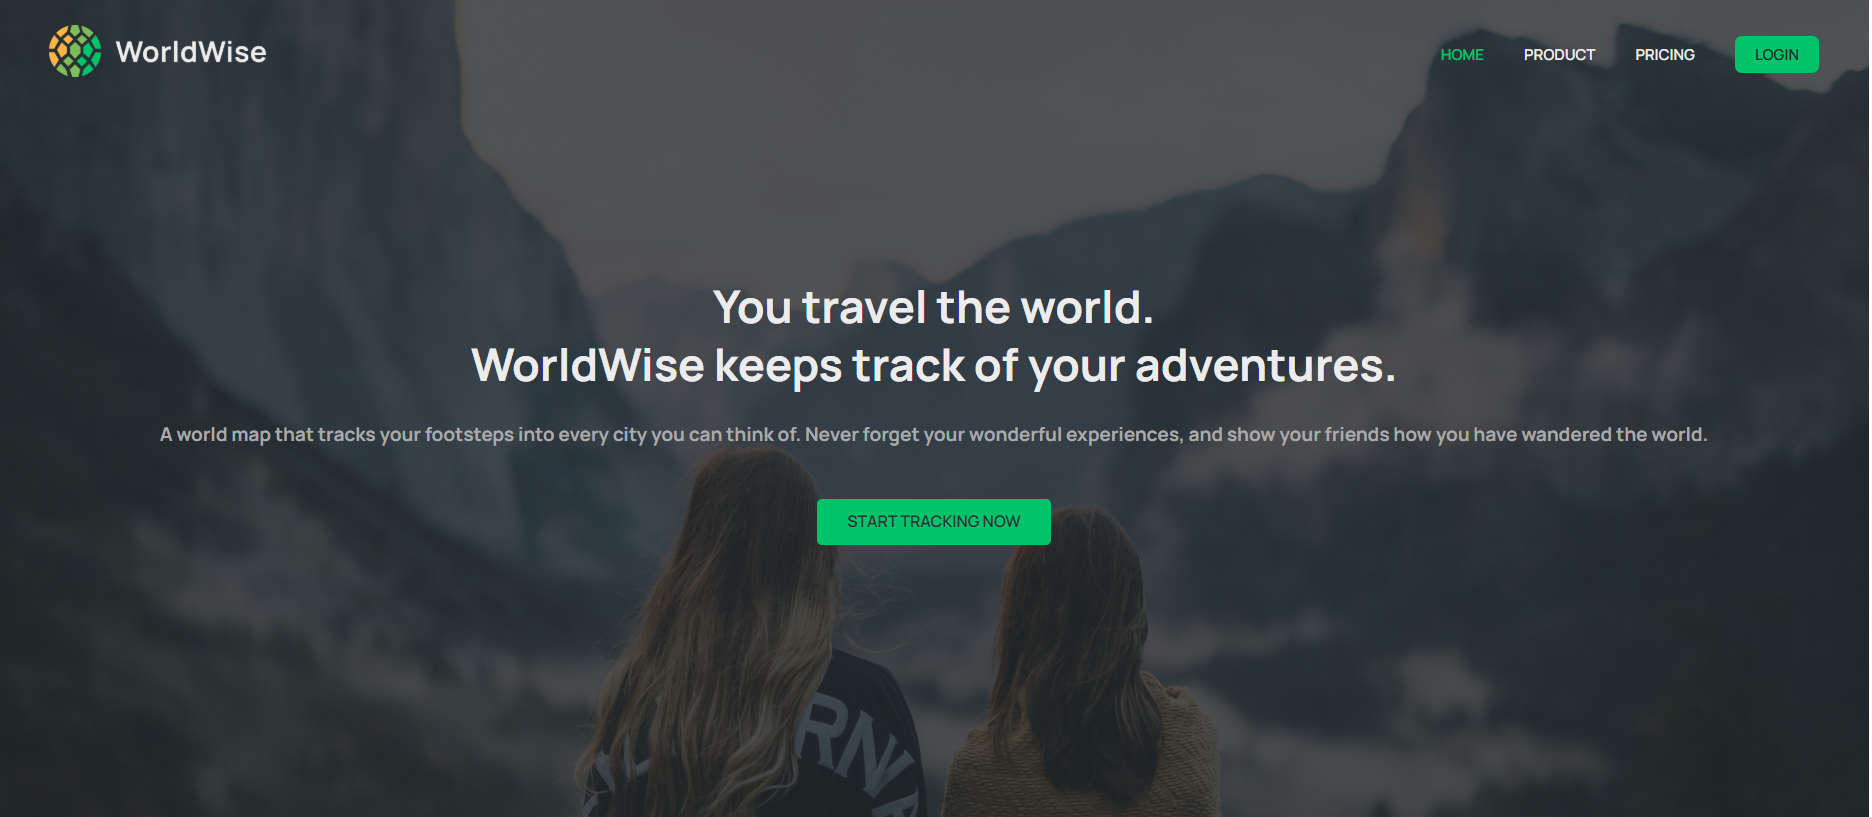 WorldWise
HOME PRODUCT PRICING LOGIN
You travel the world.
WorldWise keeps track of your adventures.
A world map that tracks your footsteps into every city you can think of. Never forget your wonderful experiences, and show your friends how you have wandered the world.
START TRACKING NOW